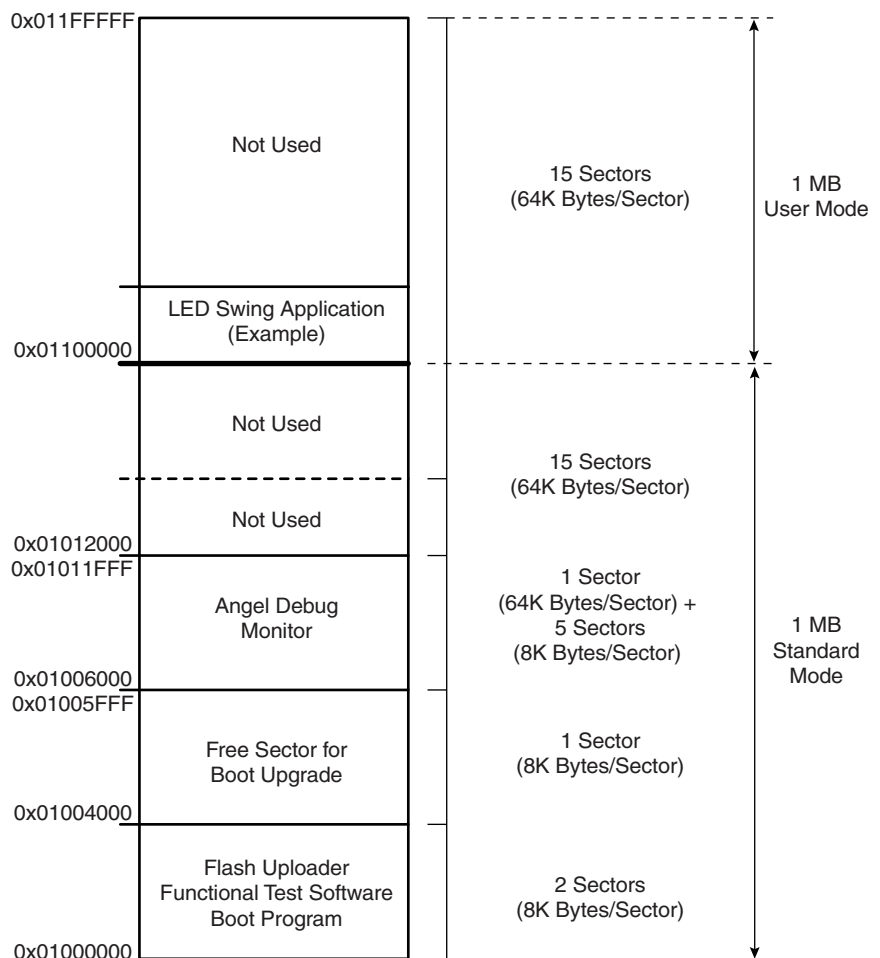 0x011FFFFF
Not Used
15 Sectors
(64K Bytes/Sector)
1 MB
User Mode
LED Swing Application
(Example)
0x01100000
Not Used
15 Sectors
(64K Bytes/Sector)
Not Used
0x01012000
0x01011FFF
Angel Debug
Monitor
1 Sector
(64K Bytes/Sector) +
5 Sectors
(8K Bytes/Sector)
1 MB
Standard
Mode
0x01006000
0x01005FFF
Free Sector for
Boot Upgrade
1 Sector
(8K Bytes/Sector)
0x01004000
Flash Uploader
Functional Test Software
Boot Program
2 Sectors
(8K Bytes/Sector)
0x01000000